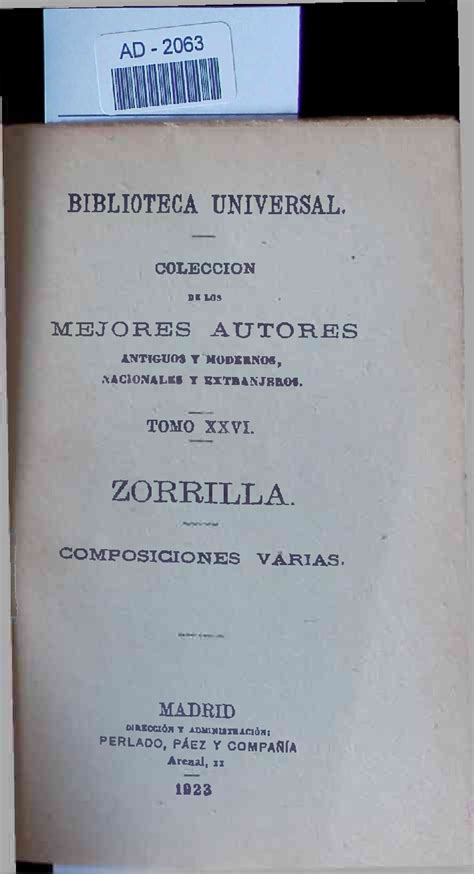 AD - 2063
BIBLIOTECA UNIVERSAL.
COLECCION
DE LOS
MEJORES AUTORES
ANTIGUOS Y MODERNOS,
NACIONALES Y EXTRANJEROS.
TOMO XXVI.
ZORRILLA.
COMPOSICIONES VARIAS.
MADRID
DIRECCIÓN Y ADMINISTRACIÓN:
PERLADO, PÁEZ Y COMPAÑÍA
Arenal, 11
1923